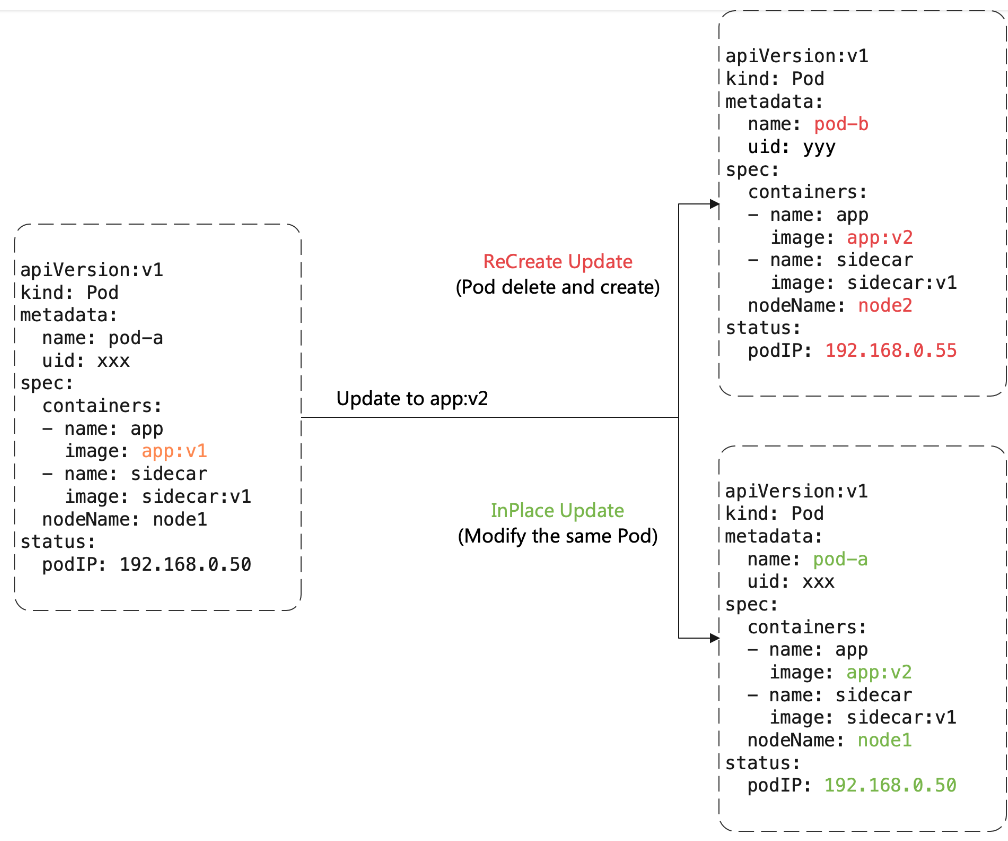 apiVersion:v1
kind: Pod
metadata:
  name: pod-a
  uid: xxx
spec:
  containers:
  - name: app
    image: app:v1
  - name: sidecar
    image: sidecar:v1
  nodeName: node1
status:
  podIP: 192.168.0.50
Update to app:v2
ReCreate Update
(Pod delete and create)
apiVersion:v1
kind: Pod
metadata:
  name: pod-b
  uid: yyy
spec:
  containers:
  - name: app
    image: app:v2
  - name: sidecar
    image: sidecar:v1
  nodeName: node2
status:
  podIP: 192.168.0.55
InPlace Update
(Modify the same Pod)
apiVersion:v1
kind: Pod
metadata:
  name: pod-a
  uid: xxx
spec:
  containers:
  - name: app
    image: app:v2
  - name: sidecar
    image: sidecar:v1
  nodeName: node1
status:
  podIP: 192.168.0.50